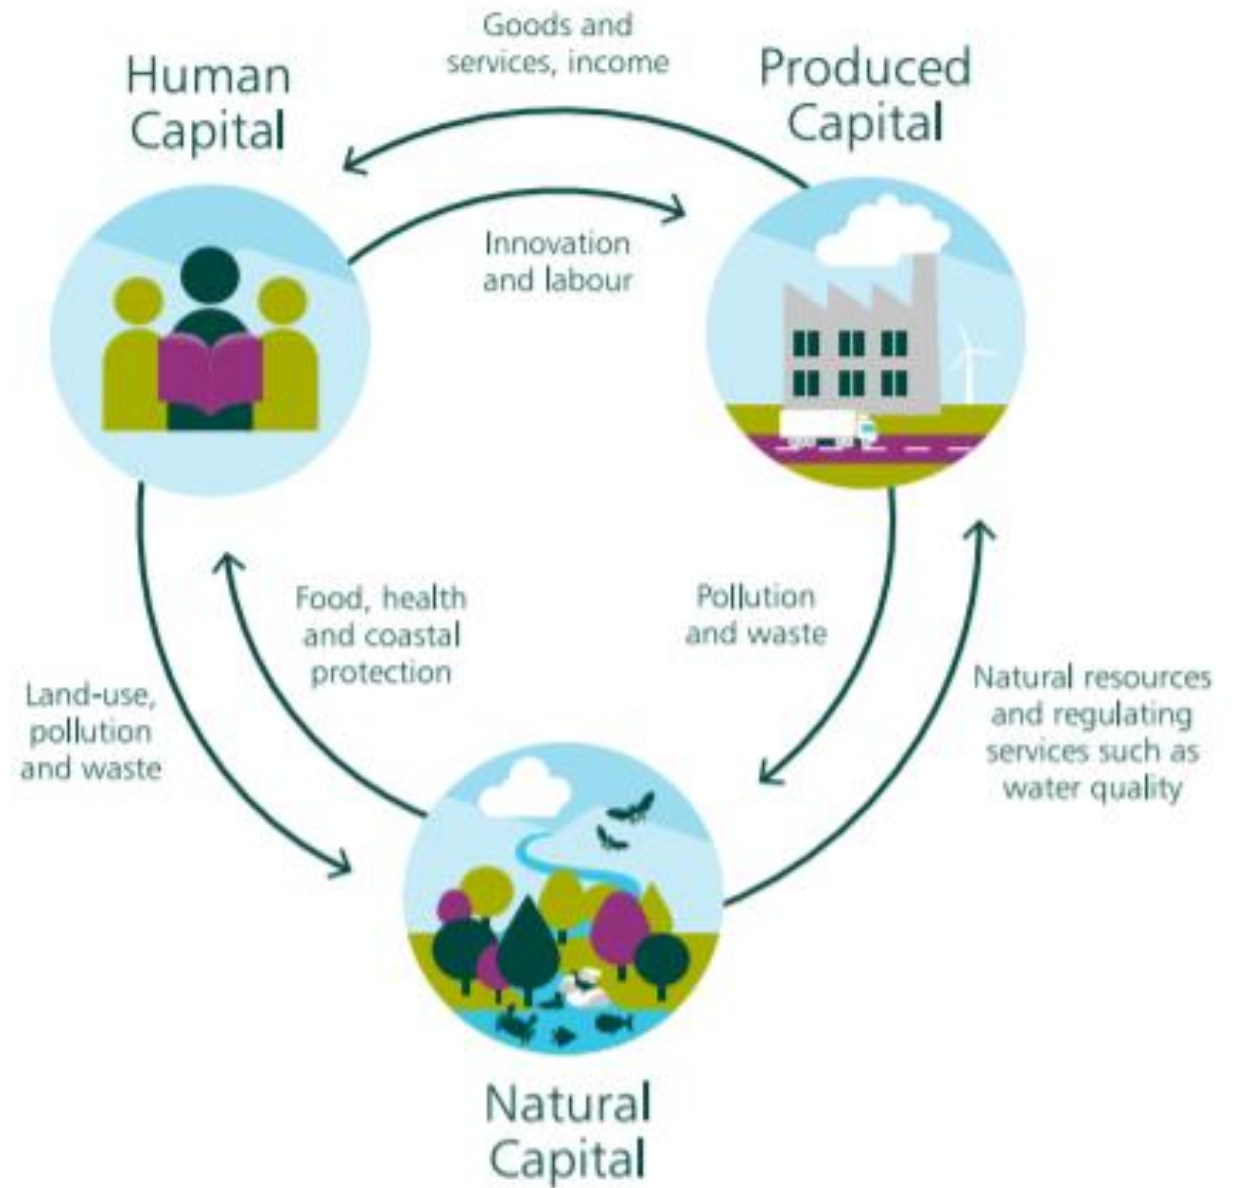 Goods and
services, income
Human
Capital
Produced
Capital
Innovation
and labour
Food, health
and coastal
protection
Pollution
and waste
Land-use,
pollution
and waste
Natural resources
and regulating
services such as
water quality
Natural
Capital